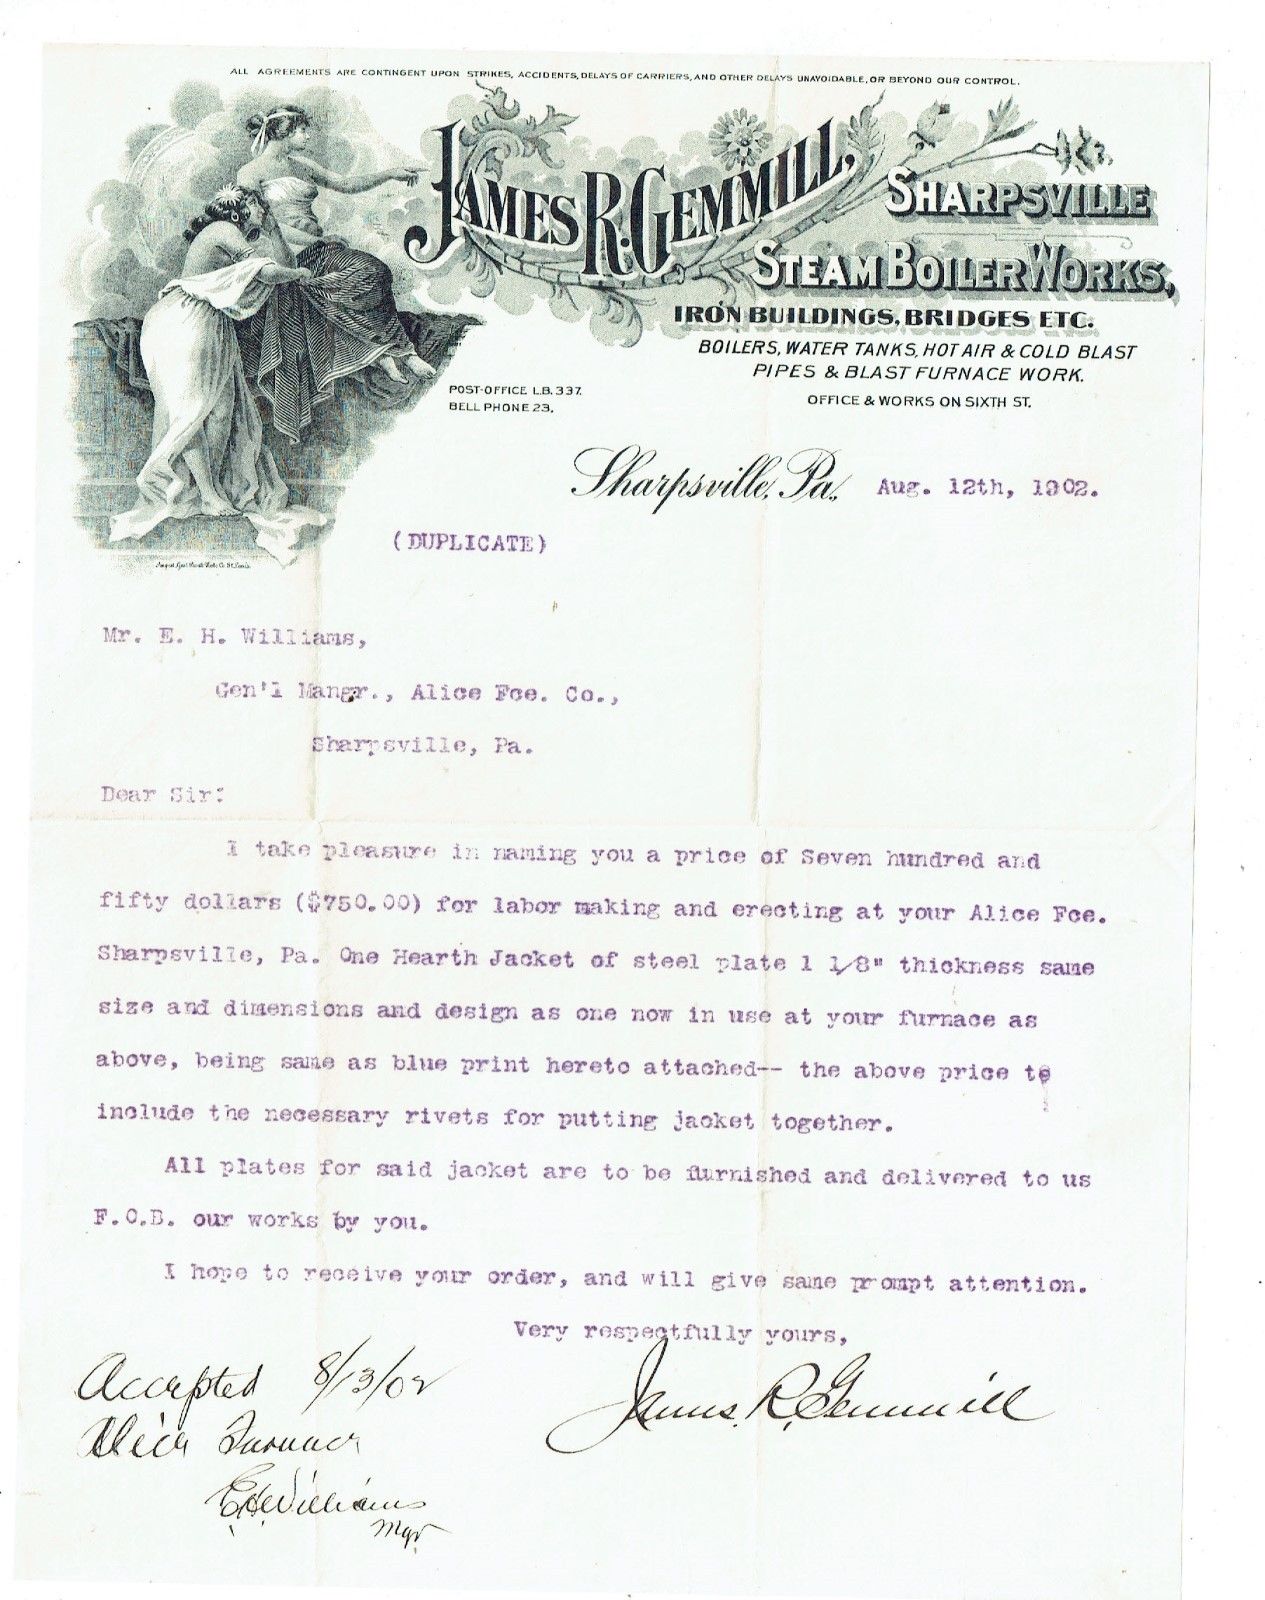 ALL AGREEMENTS ARE CONTINGENT UPON STRIKES, ACCIDENTS, DELAYS OF CARRIERS, AND OTHER DELAYS UNAVOIDABLE, OR BEYOND OUR CONTROL.
JAMES R. GEMMILL,
SHARPSVILLE
STEAM BOILER WORKS,
IRON BUILDINGS, BRIDGES ETC.
BOILERS, WATER TANKS, HOT AIR & COLD BLAST
PIPES & BLAST FURNACE WORK.
OFFICE & WORKS ON SIXTH ST.
POST-OFFICE L.B. 337.
BELL PHONE 23.
Sharpsville, Pa., Aug. 12th, 1902.
(DUPLICATE)
Mr. E. H. Williams,
Gen'l Mangr., Alice Fce. Co.,
Sharpsville, Pa.
Dear Sir:
I take pleasure in naming you a price of Seven hundred and
fifty dollars ($750.00) for labor making and erecting at your Alice Fce.
Sharpsville, Pa. One Hearth Jacket of steel plate 1 1/8" thickness same
size and dimensions and design as one now in use at your furnace as
above, being same as blue print hereto attached-- the above price to
include the necessary rivets for putting jacket together.
All plates for said jacket are to be furnished and delivered to us
F.O.B. our works by you.
I hope to receive your order, and will give same prompt attention.
Very respectfully yours,
James. R. Gemmill
Accepted 8/13/02
Alice Furnace
E.H. Williams
Mgr